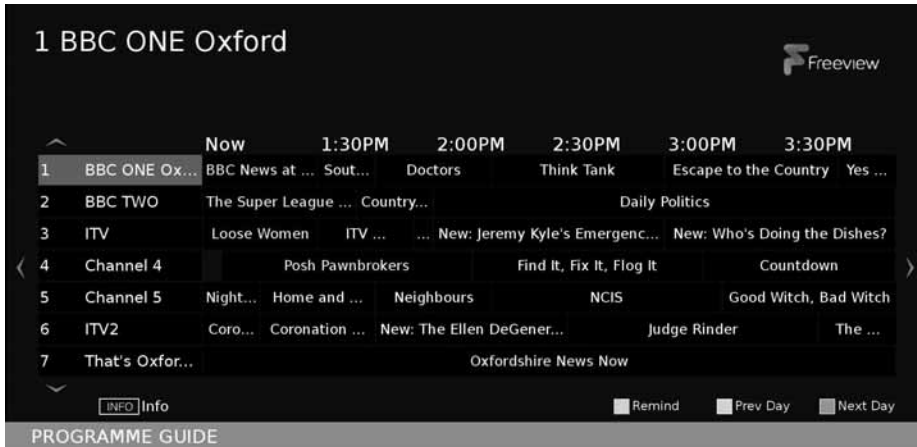 1 BBC ONE Oxford
Freeview
Now 1:30PM 2:00PM 2:30PM 3:00PM 3:30PM
1 BBC ONE Ox... BBC News at ... Sout... Doctors Think Tank Escape to the Country Yes ...
2 BBC TWO The Super League ... Country... Daily Politics
3 ITV Loose Women ITV ... ... New: Jeremy Kyle's Emergenc... New: Who's Doing the Dishes?
4 Channel 4 Posh Pawnbrokers Find It, Fix It, Flog It Countdown
5 Channel 5 Night... Home and ... Neighbours NCIS Good Witch, Bad Witch
6 ITV2 Coro... Coronation ... New: The Ellen DeGener... Judge Rinder The ...
7 That's Oxfor... Oxfordshire News Now
INFO Info Remind Prev Day Next Day
PROGRAMME GUIDE